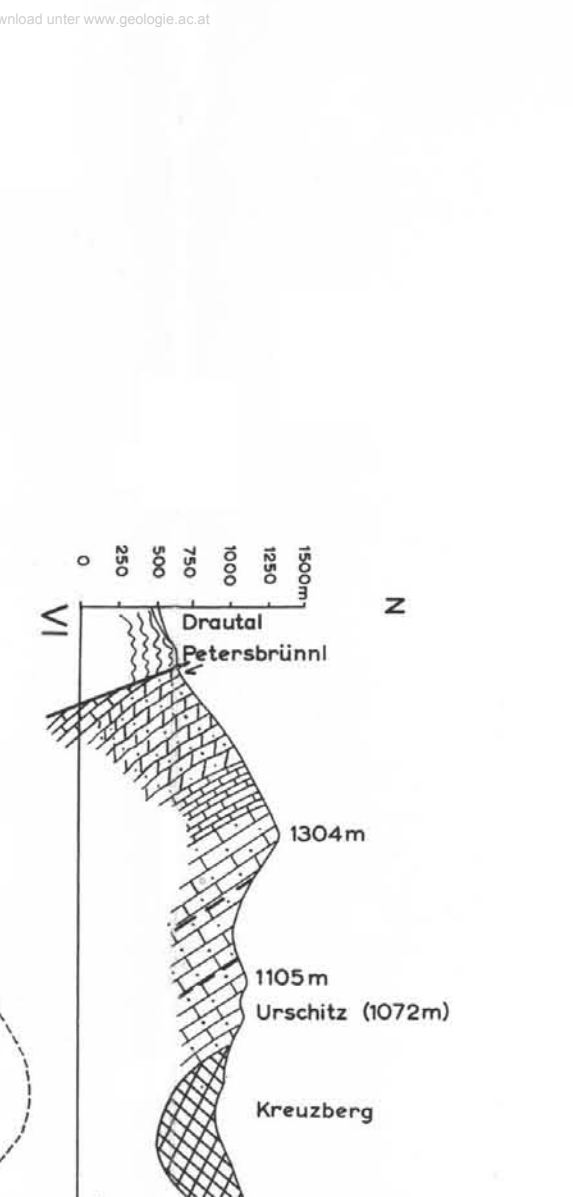 wnload unter www.geologie.ac.at
0
250
500
750
1000
1250
1500m
N
VI
Drautal
Petersbrünnl
1304m
1105m
Urschitz (1072m)
Kreuzberg